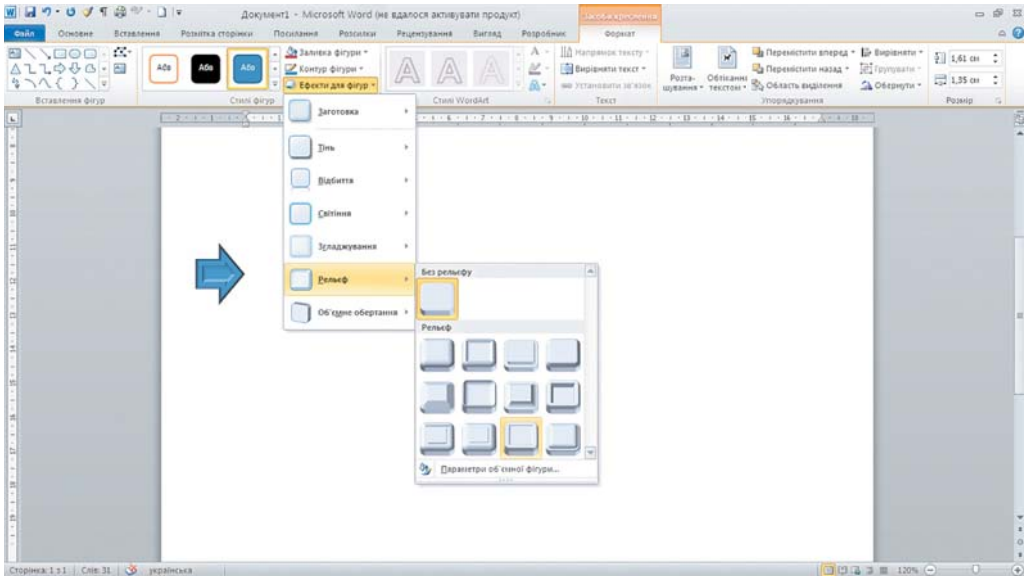 Документ1 - Microsoft Word (не вдалося активувати продукт)
Засоби креслення
Файл Основне Вставлення Розмітка сторінки Посилання Розсилки Рецензування Вигляд Розробник Формат
Абв Абв Абв
Заливка фігури
Контур фігури
Ефекти для фігур
Напрямок тексту
Вирівняти текст
Установити зв'язок
Розта-
шування
Обтікання
текстом
Перемістити вперед
Перемістити назад
Область виділення
Вирівняти
Групувати
Обернути
1,61 см
1,35 см
Вставлення фігур Стилі фігур Стилі WordArt Текст Упорядкування Розмір
Заготовка
Тінь
Відбиття
Світіння
Згладжування
Рельєф
Об'ємне обертання
Без рельєфу
Рельєф
Параметри об'ємної фігури...
Сторінка: 1 з 1 Слів: 31 українська 120%